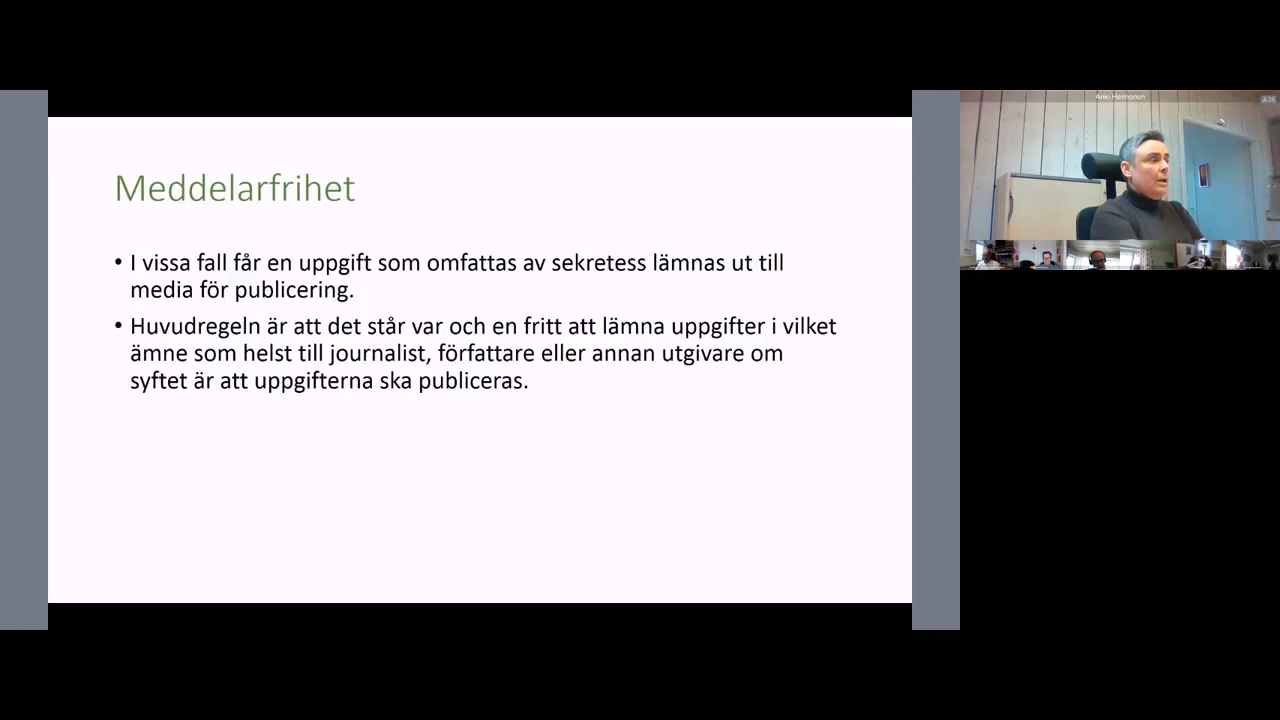 Meddelarfrihet
• I vissa fall får en uppgift som omfattas av sekretess lämnas ut till
media för publicering.
• Huvudregeln är att det står var och en fritt att lämna uppgifter i vilket
ämne som helst till journalist, författare eller annan utgivare om
syftet är att uppgifterna ska publiceras.
Anki Heimonen